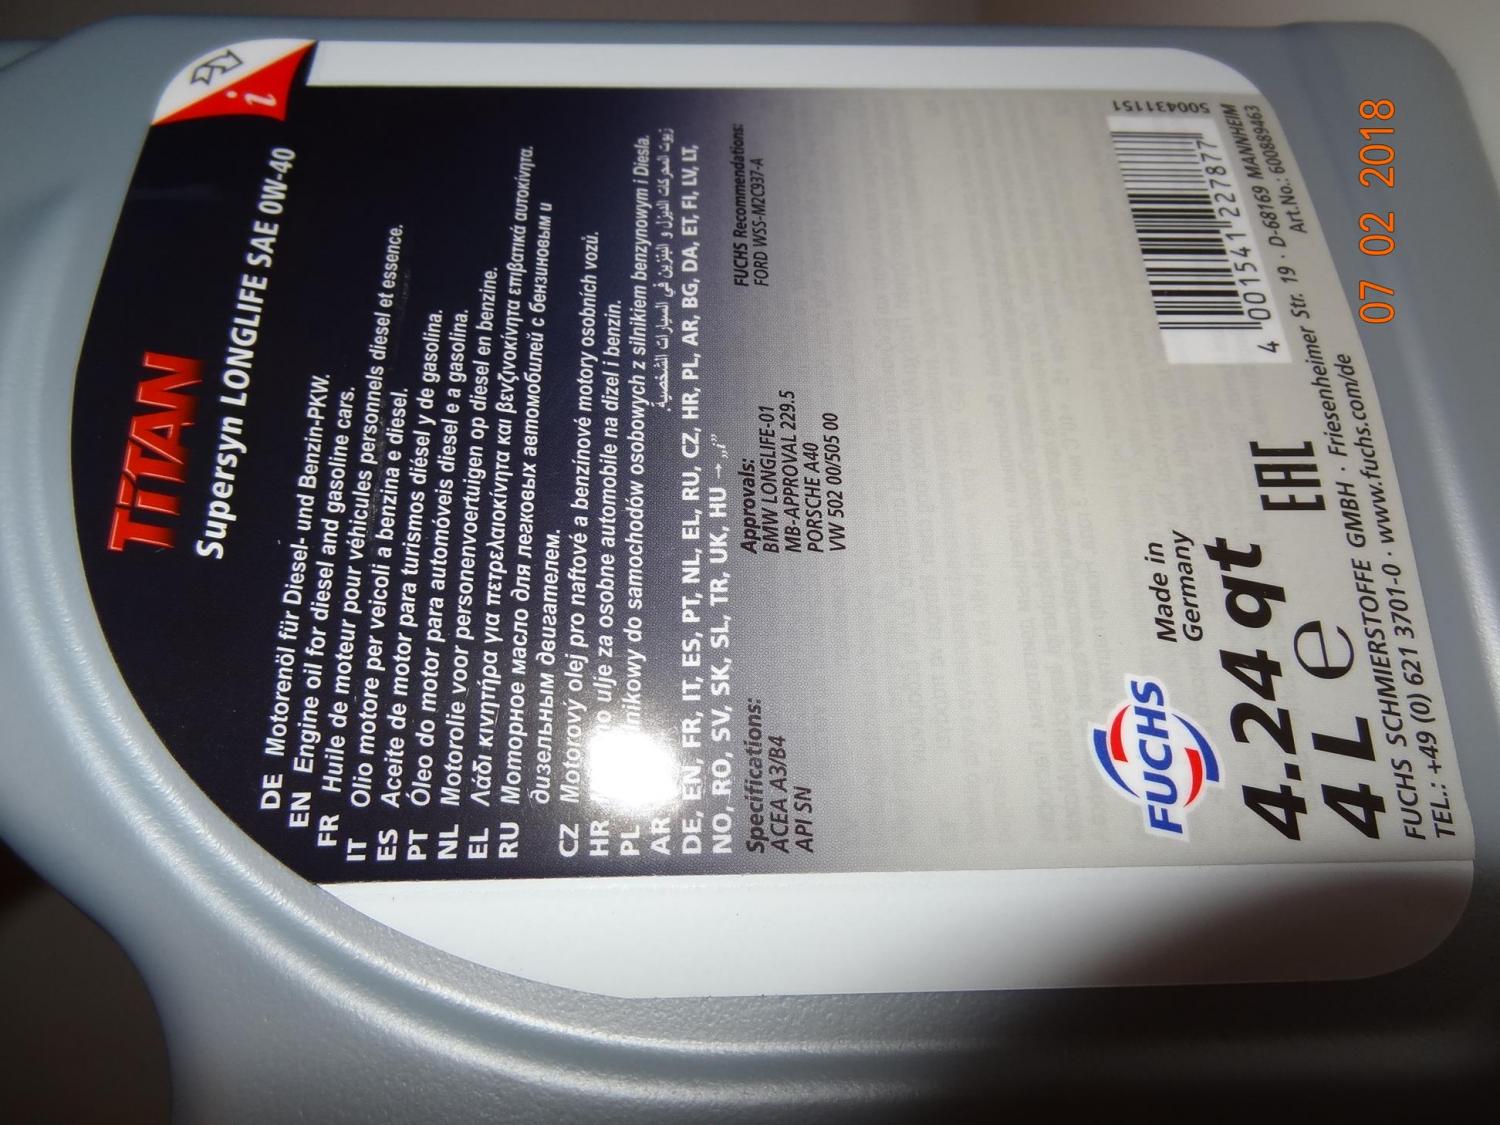 TITAN
Supersyn LONGLIFE SAE 0W-40
i
DE Motorenöl für Diesel- und Benzin-PKW.
EN Engine oil for diesel and gasoline cars.
FR Huile de moteur pour véhicules personnels diesel et essence.
IT Olio motore per veicoli a benzina e diesel.
ES Aceite de motor para turismos diésel y de gasolina.
PT Óleo do motor para automóveis diesel e a gasolina.
NL Motorolie voor personenvoertuigen op diesel en benzine.
EL Λάδι κινητήρα για πετρελαιοκίνητα και βενζινοκίνητα επιβατικά αυτοκίνητα.
RU Моторное масло для легковых автомобилей с бензиновым и
дизельным двигателем.
CZ Motorový olej pro naftové a benzínové motory osobních vozů.
HR ulje za osobne automobile na dizel i benzin.
PL do samochodów osobowych z silnikiem benzynowym i Diesla.
AR زيوت المحركات الديزل و البنزين في السيارات الشخصية.
DE, EN, FR, IT, ES, PT, NL, EL, RU, CZ, HR, PL, AR, BG, DA, ET, FI, LV, LT,
NO, RO, SV, SK, SL, TR, UK, HU → „i”
Specifications:
ACEA A3/B4
API SN
Approvals:
BMW LONGLIFE-01
MB-APPROVAL 229.5
PORSCHE A40
VW 502 00/505 00
FUCHS Recommendations:
FORD WSS-M2C937-A
FUCHS
Made in
Germany
4.24 qt
4 L e
EAC
500431151
4 001541 227877
FUCHS SCHMIERSTOFFE GMBH · Friesenheimer Str. 19 · D-68169 MANNHEIM
TEL.: +49 (0) 621 3701-0 · www.fuchs.com/de
Art.No.: 600889463
07 02 2018